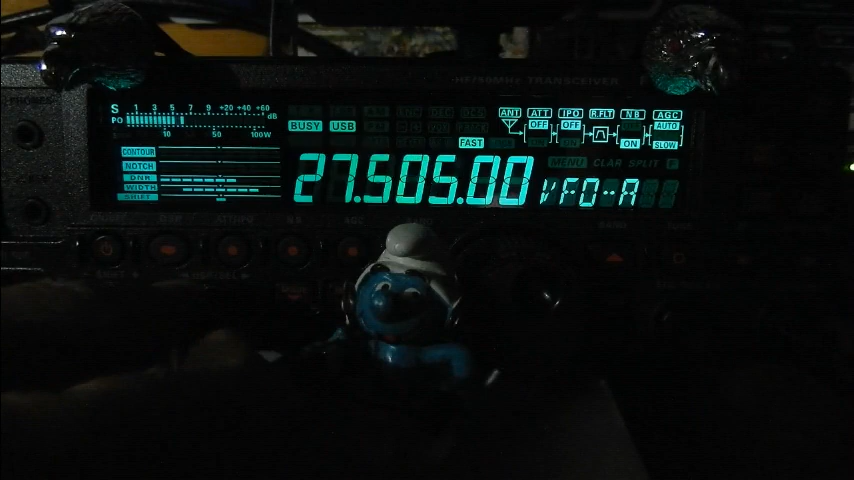 HF/50MHz TRANSCEIVER
PHONES
S 1 3 5 7 9 +20 +40 +60 dB
PO 10 50 100W
BUSY USB
FAST
ANT ATT IPO R.FLT NB AGC
OFF OFF AUTO
ON SLOW
CONTOUR
NOTCH
DNR
WIDTH
SHIFT
MENU CLAR SPLIT
27.505.00 VFO-A
AGC